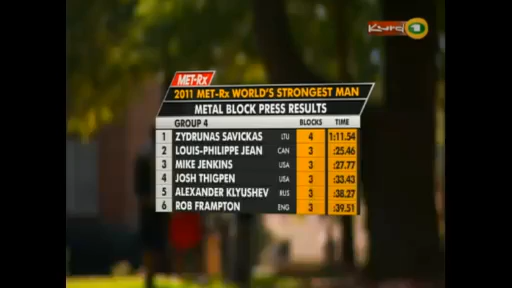 MET-Rx
2011 MET-Rx WORLD'S STRONGEST MAN
METAL BLOCK PRESS RESULTS
GROUP 4 BLOCKS TIME
1 ZYDRUNAS SAVICKAS LTU 4 1:11.54
2 LOUIS-PHILIPPE JEAN CAN 3 :25.46
3 MIKE JENKINS USA 3 :27.77
4 JOSH THIGPEN USA 3 :33.43
5 ALEXANDER KLYUSHEV RUS 3 :38.27
6 ROB FRAMPTON ENG 3 :39.51